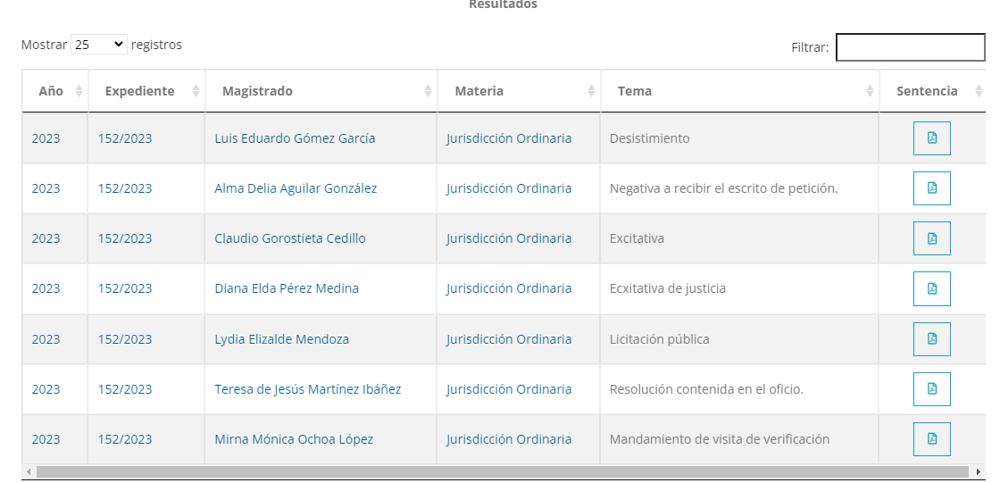 Resultados
Mostrar 25 registros
Filtrar:
Año Expediente Magistrado Materia Tema Sentencia
2023 152/2023 Luis Eduardo Gómez García Jurisdicción Ordinaria Desistimiento
2023 152/2023 Alma Delia Aguilar González Jurisdicción Ordinaria Negativa a recibir el escrito de petición.
2023 152/2023 Claudio Gorostieta Cedillo Jurisdicción Ordinaria Excitativa
2023 152/2023 Diana Elda Pérez Medina Jurisdicción Ordinaria Ecxitativa de justicia
2023 152/2023 Lydia Elizalde Mendoza Jurisdicción Ordinaria Licitación pública
2023 152/2023 Teresa de Jesús Martínez Ibáñez Jurisdicción Ordinaria Resolución contenida en el oficio.
2023 152/2023 Mirna Mónica Ochoa López Jurisdicción Ordinaria Mandamiento de visita de verificación